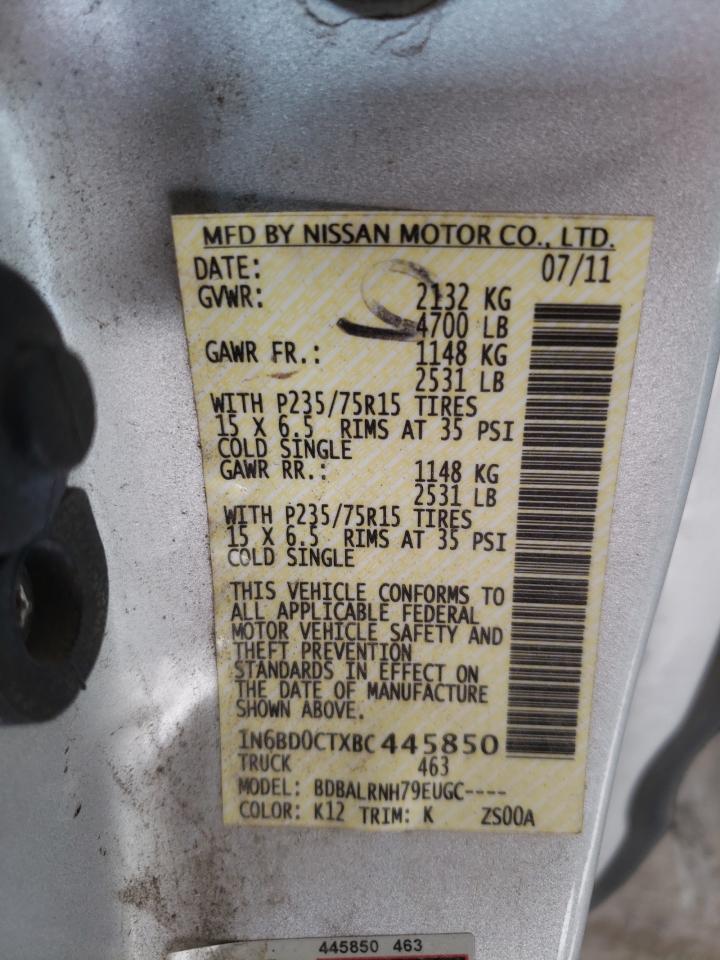 MFD BY NISSAN MOTOR CO., LTD.
DATE: 07/11
GVWR: 2132 KG
4700 LB
GAWR FR.: 1148 KG
2531 LB
WITH P235/75R15 TIRES
15 X 6.5 RIMS AT 35 PSI
COLD SINGLE
GAWR RR.: 1148 KG
2531 LB
WITH P235/75R15 TIRES
15 X 6.5 RIMS AT 35 PSI
COLD SINGLE
THIS VEHICLE CONFORMS TO
ALL APPLICABLE FEDERAL
MOTOR VEHICLE SAFETY AND
THEFT PREVENTION
STANDARDS IN EFFECT ON
THE DATE OF MANUFACTURE
SHOWN ABOVE.
1N6BD0CTXBC445850
TRUCK 463
MODEL: BDBALRNH79EUGC----
COLOR: K12 TRIM: K ZS00A
445850 463